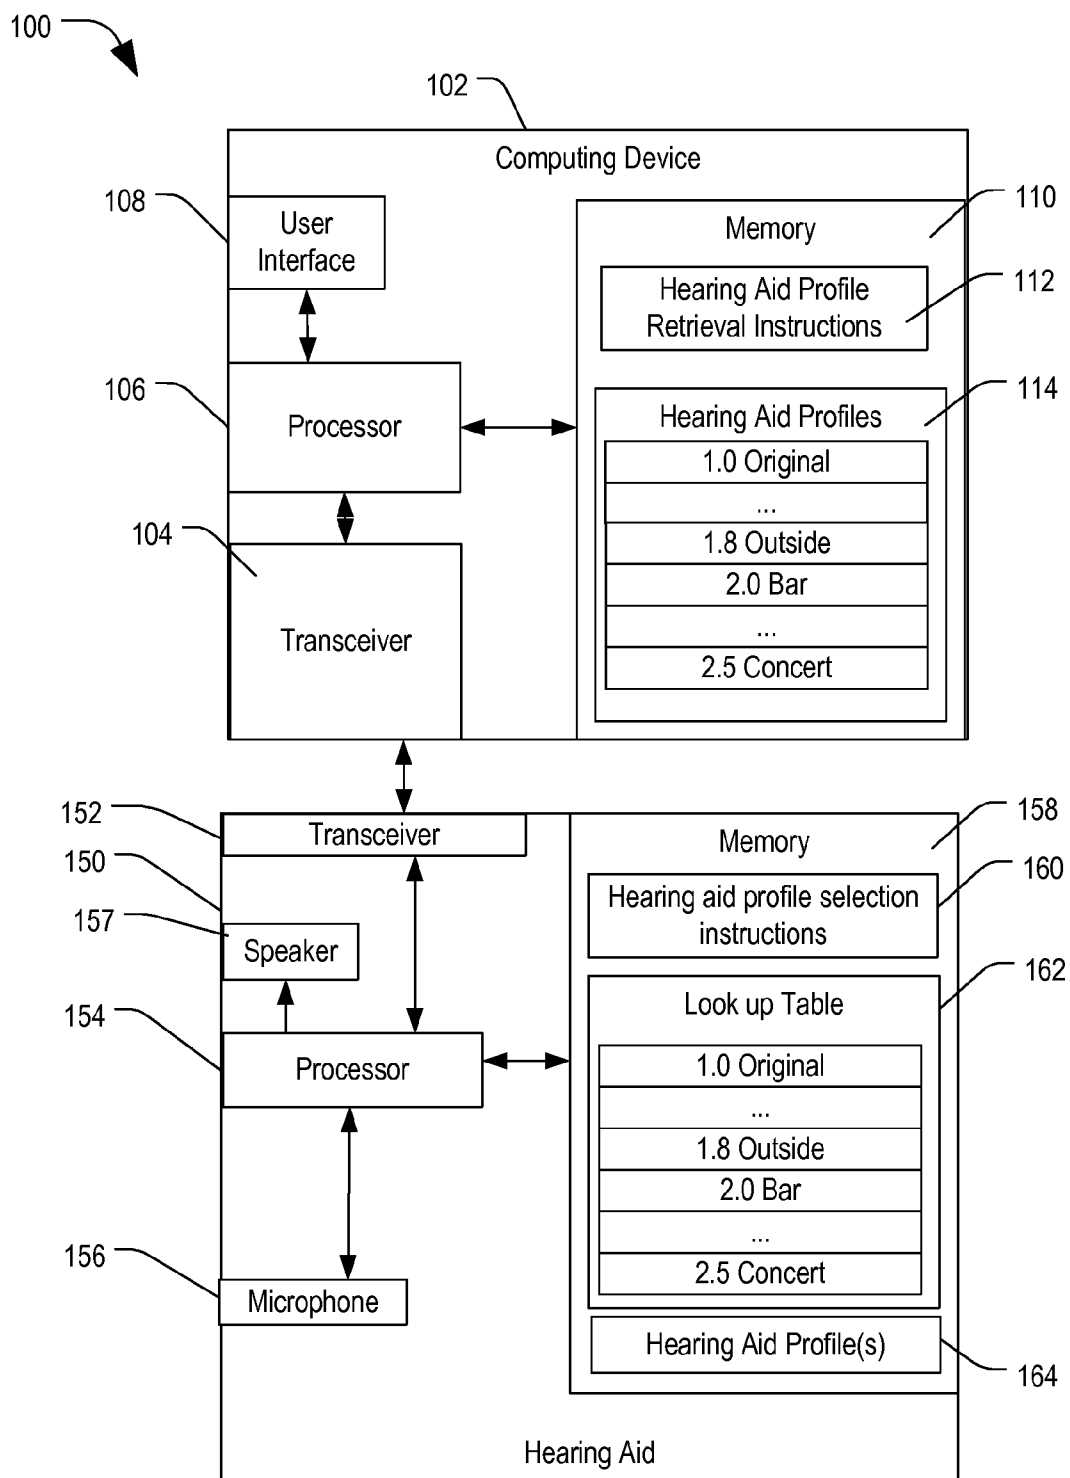 100
102
Computing Device
108
User
Interface
110
Memory
112
Hearing Aid Profile
Retrieval Instructions
106
Processor
114
Hearing Aid Profiles
1.0 Original
...
1.8 Outside
2.0 Bar
...
2.5 Concert
104
Transceiver
152
Transceiver
158
Memory
150
160
Hearing aid profile selection
instructions
157
Speaker
162
Look up Table
154
Processor
1.0 Original
...
1.8 Outside
2.0 Bar
...
2.5 Concert
156
Microphone
Hearing Aid Profile(s)
164
Hearing Aid